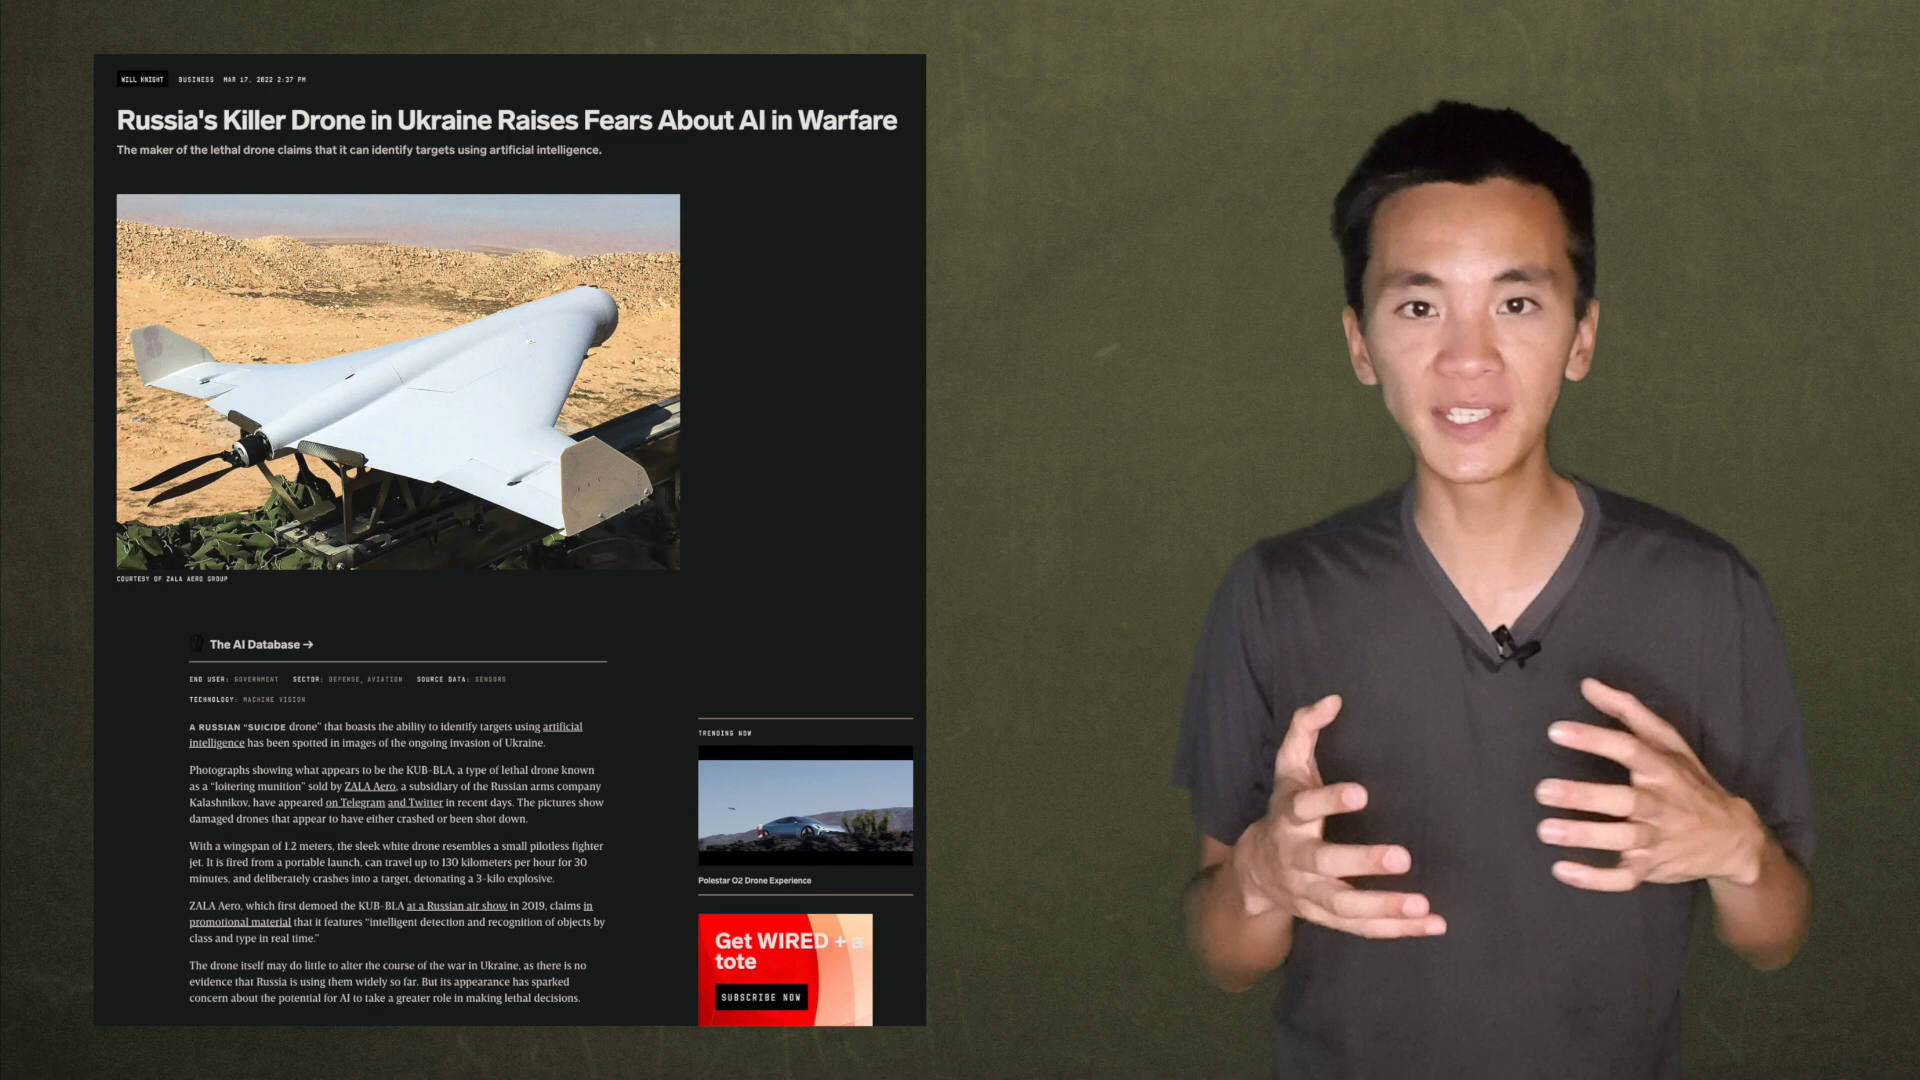 WILL KNIGHT BUSINESS MAR 17, 2022 2:37 PM
Russia's Killer Drone in Ukraine Raises Fears About AI in Warfare
The maker of the lethal drone claims that it can identify targets using artificial intelligence.
COURTESY OF ZALA AERO GROUP
The AI Database →
END USER: GOVERNMENT SECTOR: DEFENSE, AVIATION SOURCE DATA: SENSORS
TECHNOLOGY: MACHINE VISION
A RUSSIAN “SUICIDE drone” that boasts the ability to identify targets using artificial
intelligence has been spotted in images of the ongoing invasion of Ukraine.
Photographs showing what appears to be the KUB-BLA, a type of lethal drone known
as a “loitering munition” sold by ZALA Aero, a subsidiary of the Russian arms company
Kalashnikov, have appeared on Telegram and Twitter in recent days. The pictures show
damaged drones that appear to have either crashed or been shot down.
With a wingspan of 1.2 meters, the sleek white drone resembles a small pilotless fighter
jet. It is fired from a portable launch, can travel up to 130 kilometers per hour for 30
minutes, and deliberately crashes into a target, detonating a 3-kilo explosive.
ZALA Aero, which first demoed the KUB-BLA at a Russian air show in 2019, claims in
promotional material that it features “intelligent detection and recognition of objects by
class and type in real time.”
The drone itself may do little to alter the course of the war in Ukraine, as there is no
evidence that Russia is using them widely so far. But its appearance has sparked
concern about the potential for AI to take a greater role in making lethal decisions.
TRENDING NOW
Polestar O2 Drone Experience
Get WIRED + a
tote
SUBSCRIBE NOW